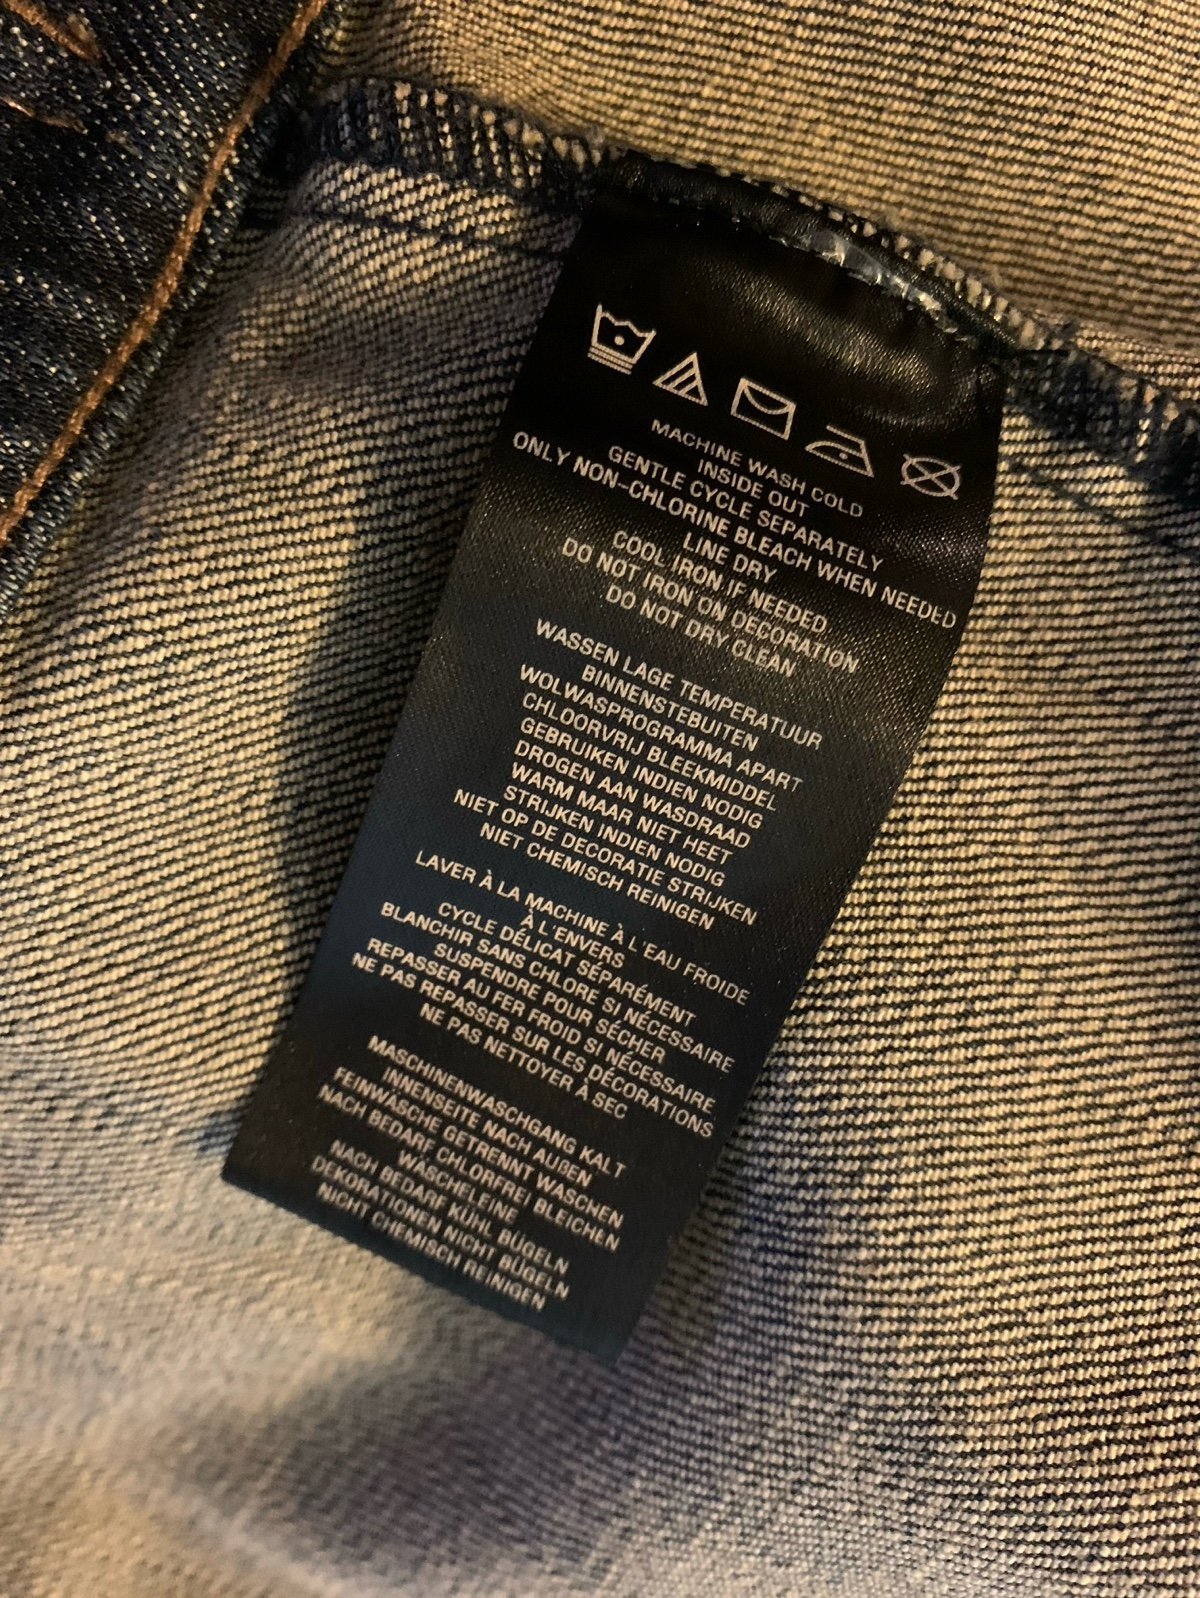 MACHINE WASH COLD
INSIDE OUT
GENTLE CYCLE SEPARATELY
ONLY NON-CHLORINE BLEACH WHEN NEEDED
LINE DRY
COOL IRON IF NEEDED
DO NOT IRON ON DECORATION
DO NOT DRY CLEAN
WASSEN LAGE TEMPERATUUR
BINNENSTEBUITEN
WOLWASPROGRAMMA APART
CHLOORVRIJ BLEEKMIDDEL
GEBRUIKEN INDIEN NODIG
DROGEN AAN WASDRAAD
WARM MAAR NIET HEET
STRIJKEN INDIEN NODIG
NIET OP DE DECORATIE STRIJKEN
NIET CHEMISCH REINIGEN
LAVER À LA MACHINE À L'EAU FROIDE
À L'ENVERS
CYCLE DÉLICAT SÉPARÉMENT
BLANCHIR SANS CHLORE SI NÉCESSAIRE
SUSPENDRE POUR SÉCHER
REPASSER AU FER FROID SI NÉCESSAIRE
NE PAS REPASSER SUR LES DÉCORATIONS
NE PAS NETTOYER À SEC
MASCHINENWASCHGANG KALT
INNENSEITE NACH AUßEN
FEINWÄSCHE GETRENNT WASCHEN
NACH BEDARF CHLORFREI BLEICHEN
WASCHELEINE
NACH BEDARF KÜHL BÜGELN
DEKORATIONEN NICHT BÜGELN
NICHT CHEMISCH REINIGEN